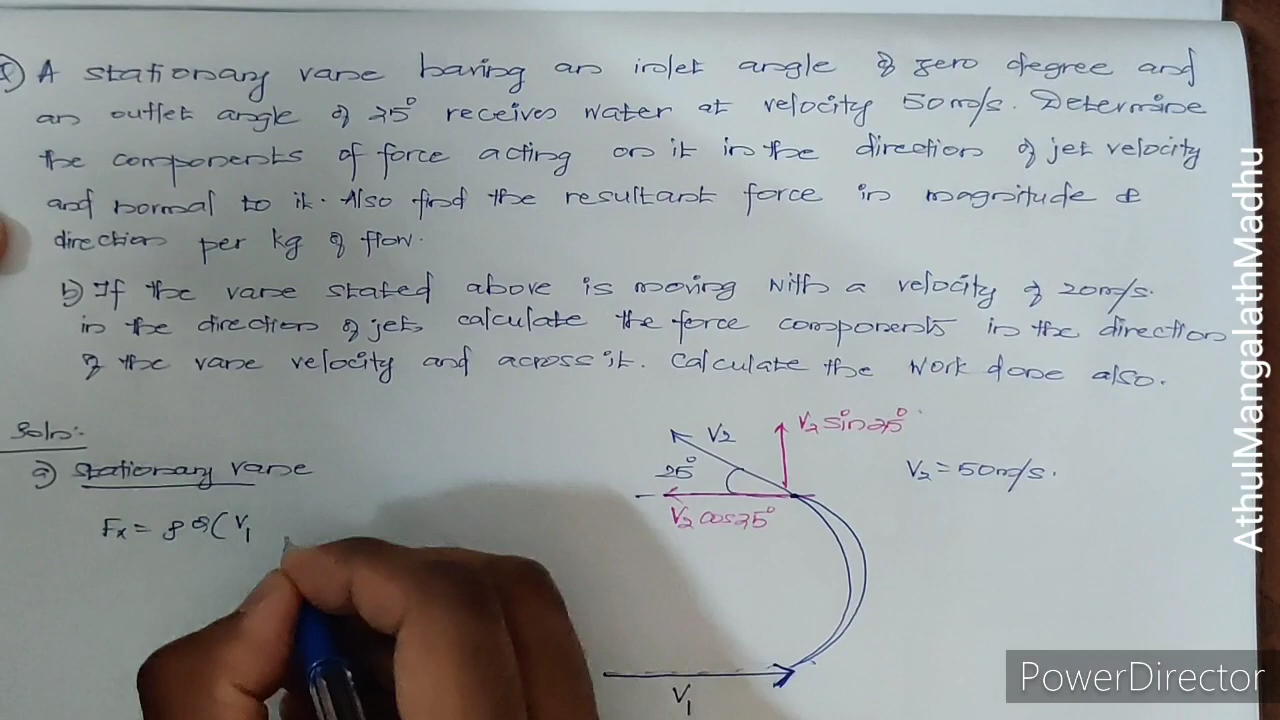 A stationary vane having an inlet angle of zero degree and
an outlet angle of 25° receives water at velocity 50m/s. Determine
the components of force acting on it in the direction of jet velocity
and normal to it. Also find the resultant force in magnitude &
direction per kg of flow.
b) If the vane stated above is moving with a velocity of 20m/s.
in the direction of jet, calculate the force components in the direction
of the vane velocity and across it. Calculate the work done also.
Soln:-
a) Stationary vane
Fx = ρQ(V1
V2
25°
V2 sin25°
V2 cos25°
V2 = 50m/s.
V1
AthulMangalathMadhu
PowerDirector